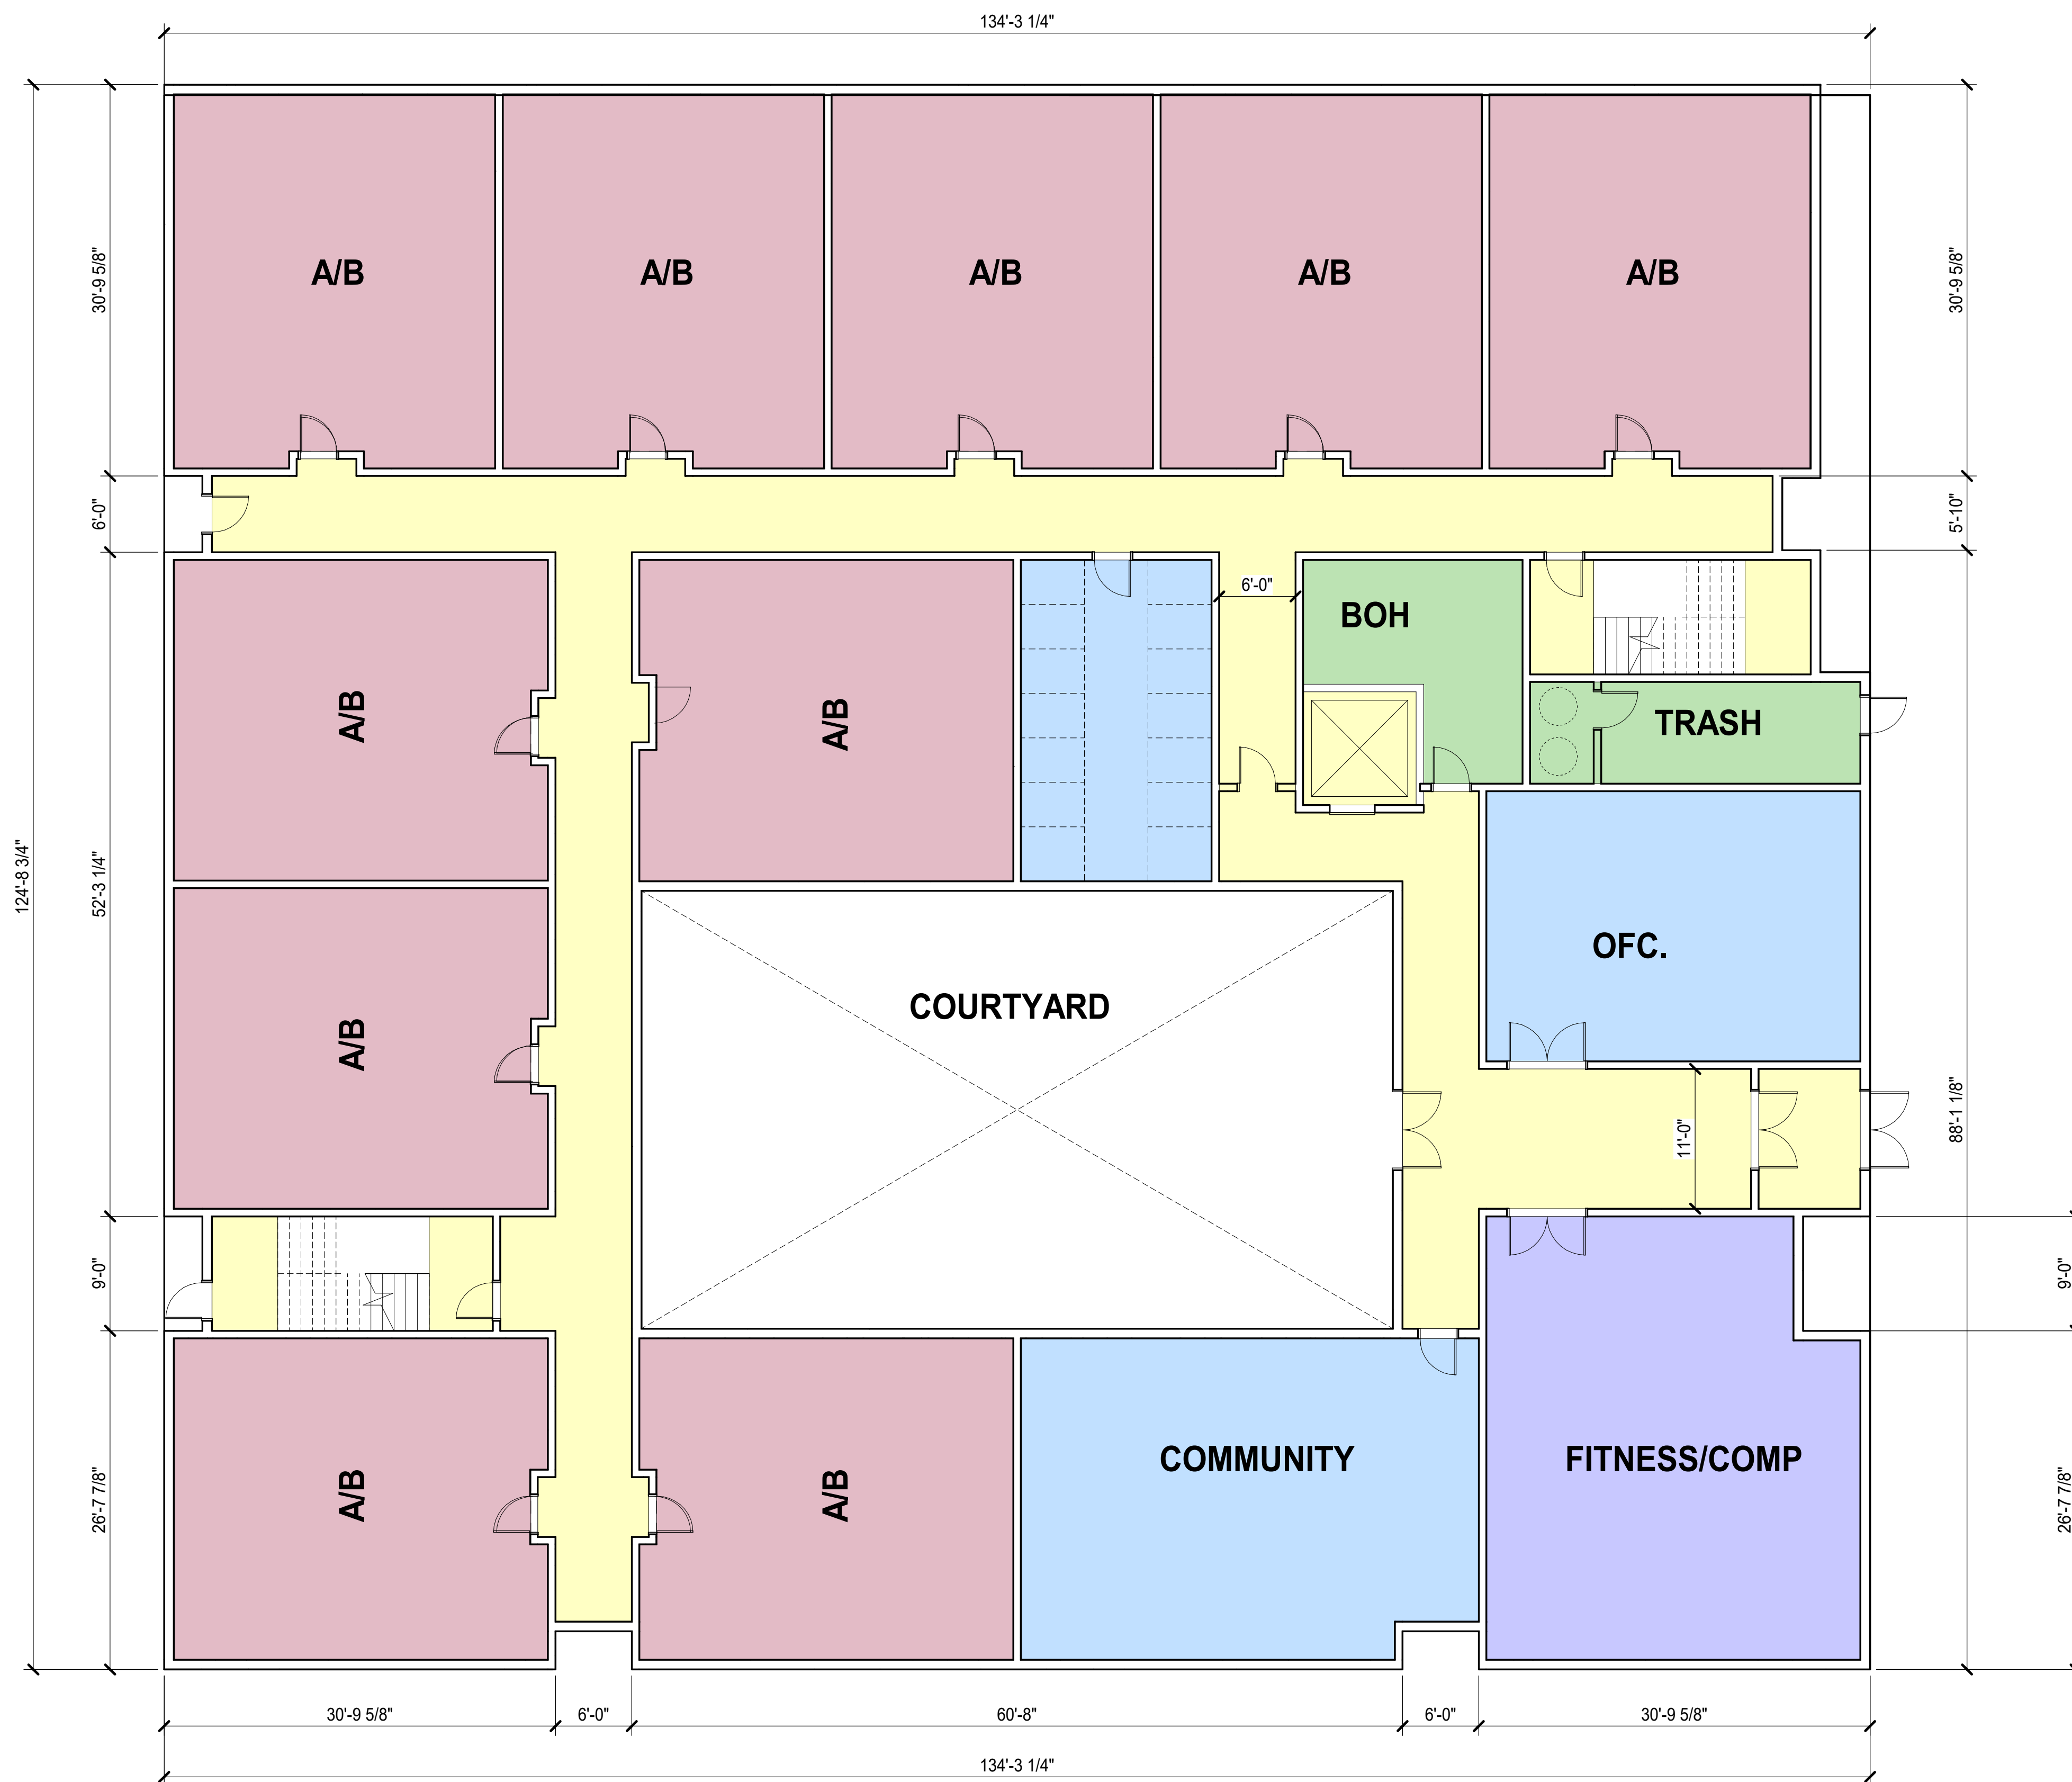 134'-3 1/4"
A/B
A/B
A/B
A/B
A/B
30'-9 5/8"
30'-9 5/8"
6'-0"
5'-10"
6'-0"
BOH
TRASH
A/B
A/B
124'-8 3/4"
52'-3 1/4"
OFC.
COURTYARD
A/B
11'-0"
88'-1 1/8"
9'-0"
9'-0"
COMMUNITY
FITNESS/COMP
A/B
A/B
26'-7 7/8"
26'-7 7/8"
30'-9 5/8"
6'-0"
60'-8"
6'-0"
30'-9 5/8"
134'-3 1/4"